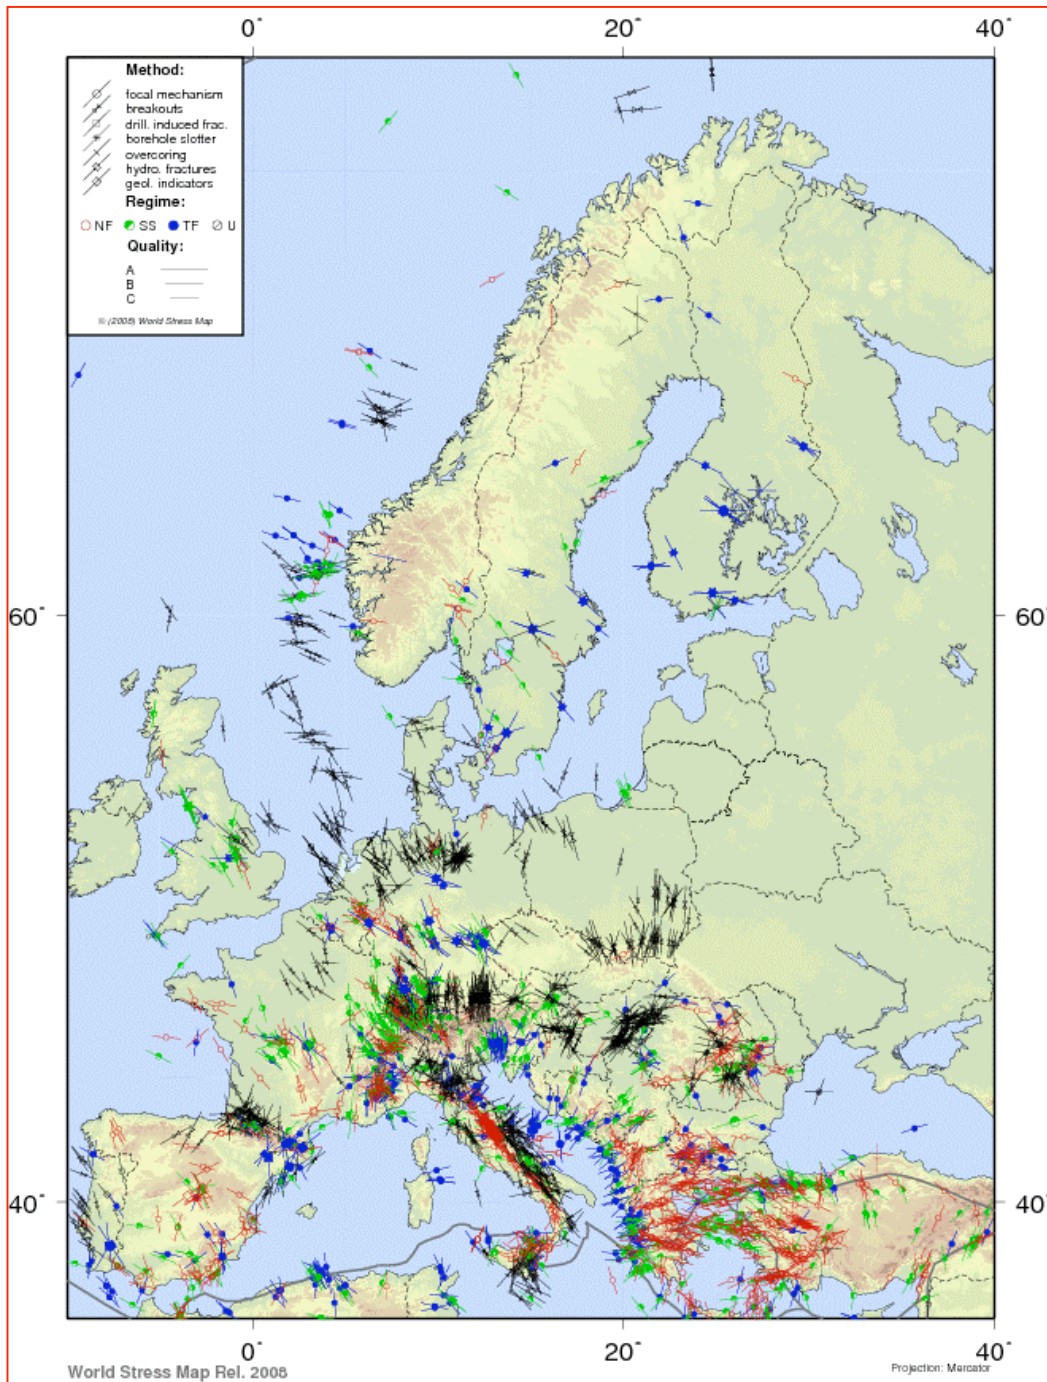 0° 20° 40°
Method:
focal mechanism
breakouts
drill. induced frac.
borehole slotter
overcoring
hydro. fractures
geol. indicators
Regime:
NF SS TF U
Quality:
A
B
C
© (2008) World Stress Map
60° 60°
40° 40°
0° 20° 40°
World Stress Map Rel. 2008
Projection: Mercator